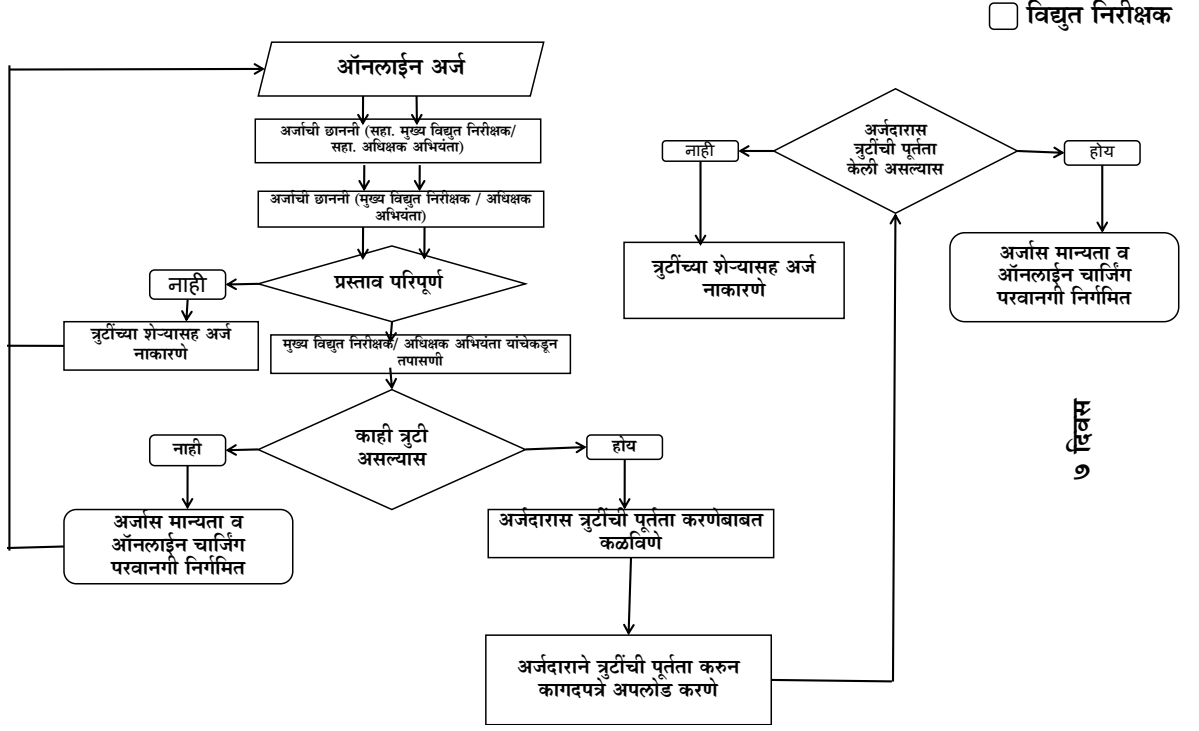 विद्युत निरीक्षक
ऑनलाईन अर्ज
अर्जाची छाननी (सहा. मुख्य विद्युत निरीक्षक/
सहा. अधिक्षक अभियंता)
अर्जाची छाननी (मुख्य विद्युत निरीक्षक / अधिक्षक
अभियंता)
प्रस्ताव परिपूर्ण
नाही
त्रुटींच्या शेऱ्यासह अर्ज
नाकारणे
मुख्य विद्युत निरीक्षक/ अधिक्षक अभियंता यांचेकडून
तपासणी
काही त्रुटी
असल्यास
नाही
होय
अर्जास मान्यता व
ऑनलाईन चार्जिंग
परवानगी निर्गमित
अर्जदारास त्रुटींची पूर्तता करणेबाबत
कळविणे
अर्जदाराने त्रुटींची पूर्तता करुन
कागदपत्रे अपलोड करणे
अर्जदारास
त्रुटींची पूर्तता
केली असल्यास
नाही
होय
त्रुटींच्या शेऱ्यासह अर्ज
नाकारणे
अर्जास मान्यता व
ऑनलाईन चार्जिंग
परवानगी निर्गमित
७ दिवस